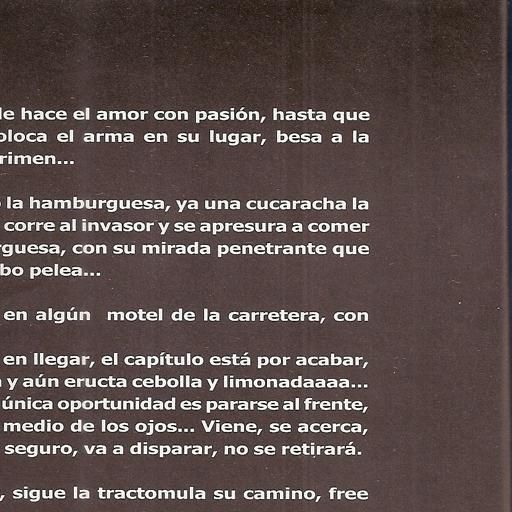 le hace el amor con pasión, hasta que
oloca el arma en su lugar, besa a la
rimen...
la hamburguesa, ya una cucaracha la
corre al invasor y se apresura a comer
rguesa, con su mirada penetrante que
bo pelea...
en algún motel de la carretera, con
en llegar, el capítulo está por acabar,
y aún eructa cebolla y limonadaaaa...
única oportunidad es pararse al frente,
medio de los ojos... Viene, se acerca,
seguro, va a disparar, no se retirará.
, sigue la tractomula su camino, free